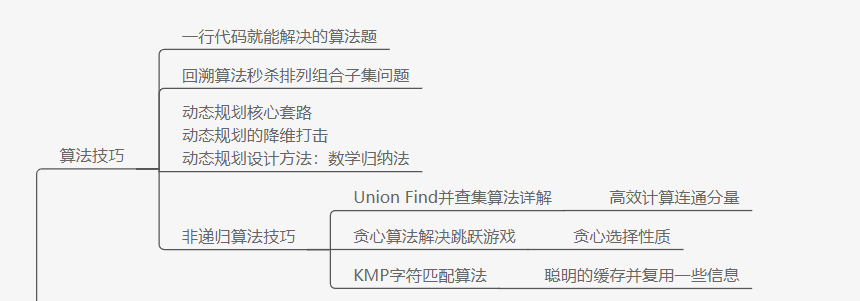 一行代码就能解决的算法题
回溯算法秒杀排列组合子集问题
动态规划核心套路
动态规划的降维打击
动态规划设计方法：数学归纳法
算法技巧
Union Find并查集算法详解
高效计算连通分量
非递归算法技巧
贪心算法解决跳跃游戏
贪心选择性质
KMP字符匹配算法
聪明的缓存并复用一些信息